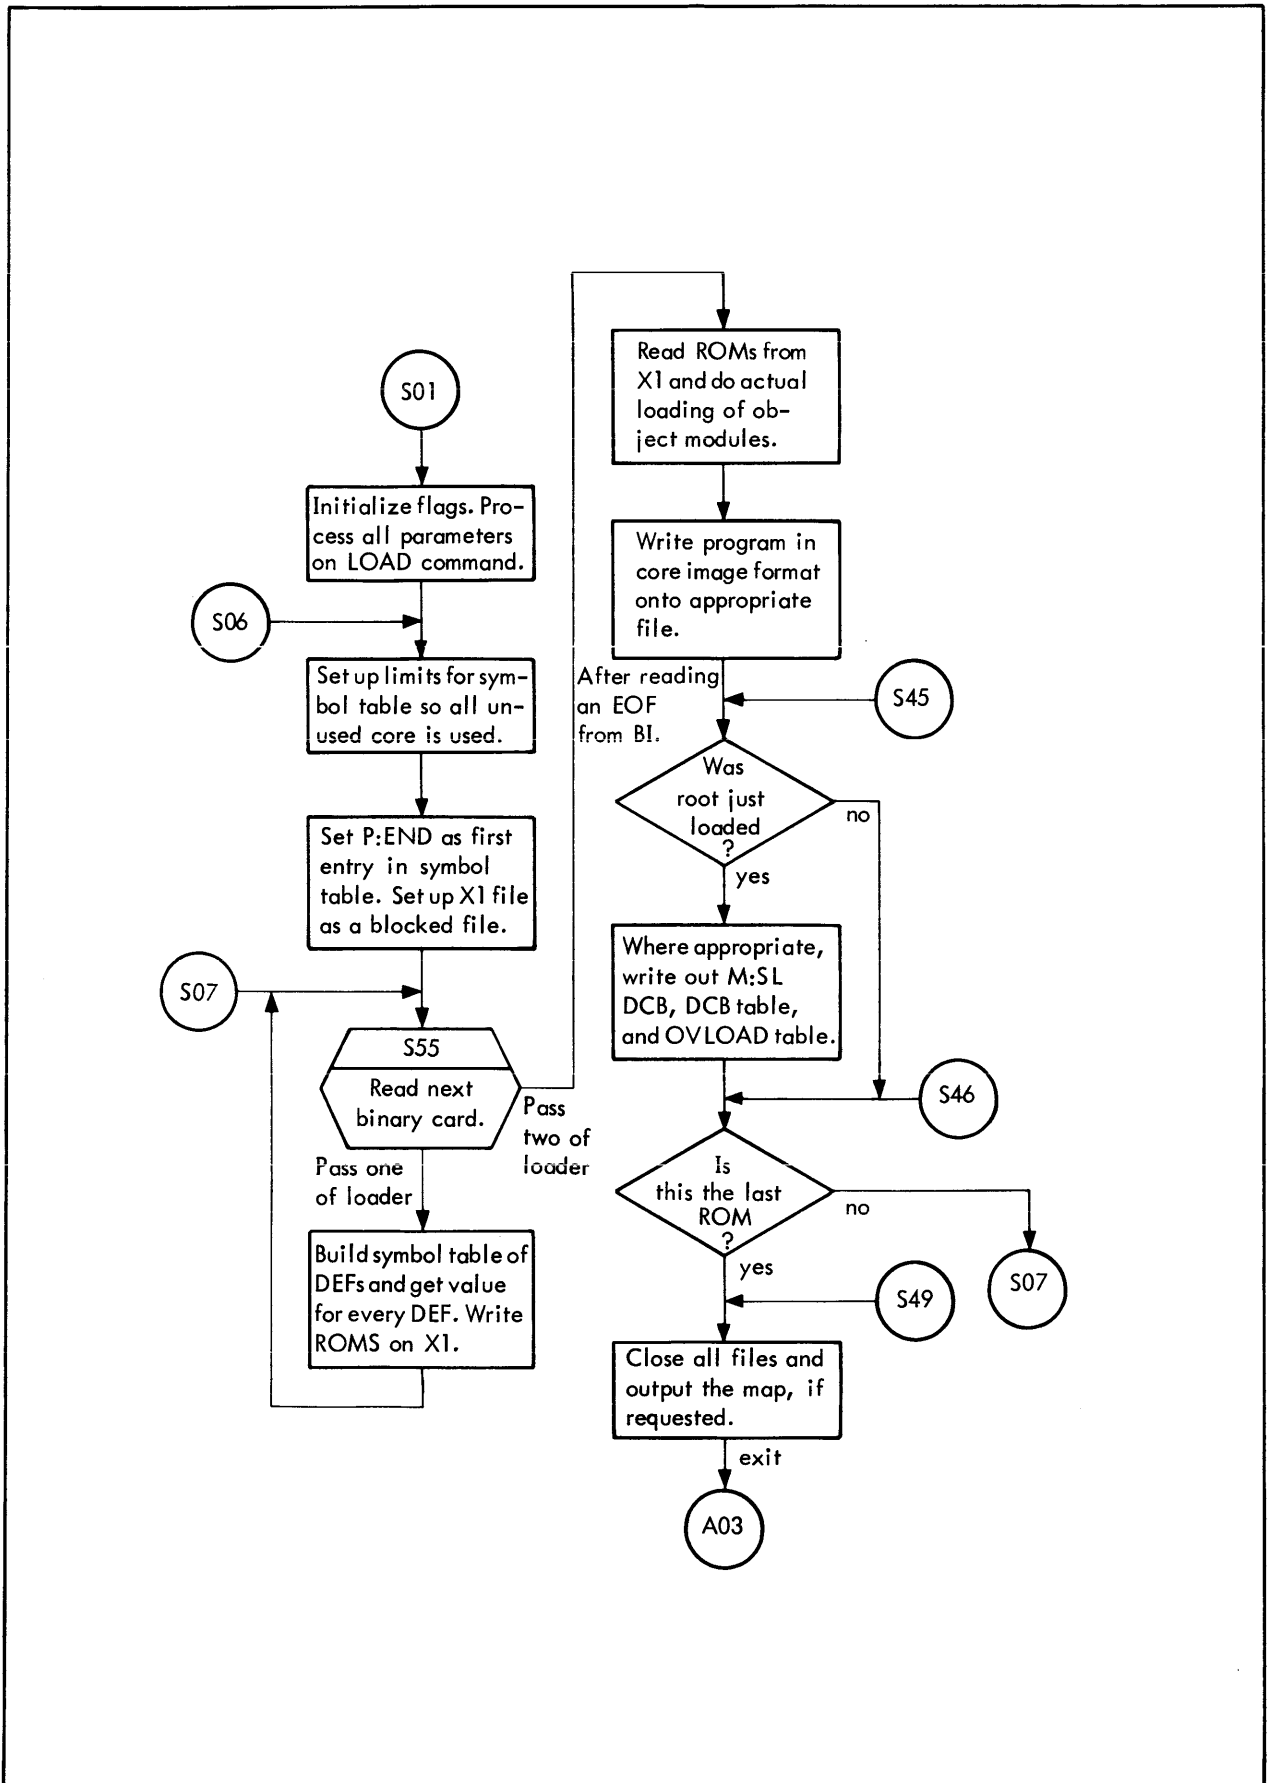 S01
Initialize flags. Pro-
cess all parameters
on LOAD command.
S06
Set up limits for sym-
bol table so all un-
used core is used.
Set P:END as first
entry in symbol
table. Set up X1 file
as a blocked file.
S07
S55
Read next
binary card.
Pass one
of loader
Pass
two of
loader
Build symbol table of
DEFs and get value
for every DEF. Write
ROMS on X1.
After reading
an EOF
from BI.
Read ROMs from
X1 and do actual
loading of ob-
ject modules.
Write program in
core image format
onto appropriate
file.
S45
Was
root just
loaded
?
no
yes
Where appropriate,
write out M:SL
DCB, DCB table,
and OVLOAD table.
S46
Is
this the last
ROM
?
no
yes
S07
S49
Close all files and
output the map, if
requested.
exit
A03